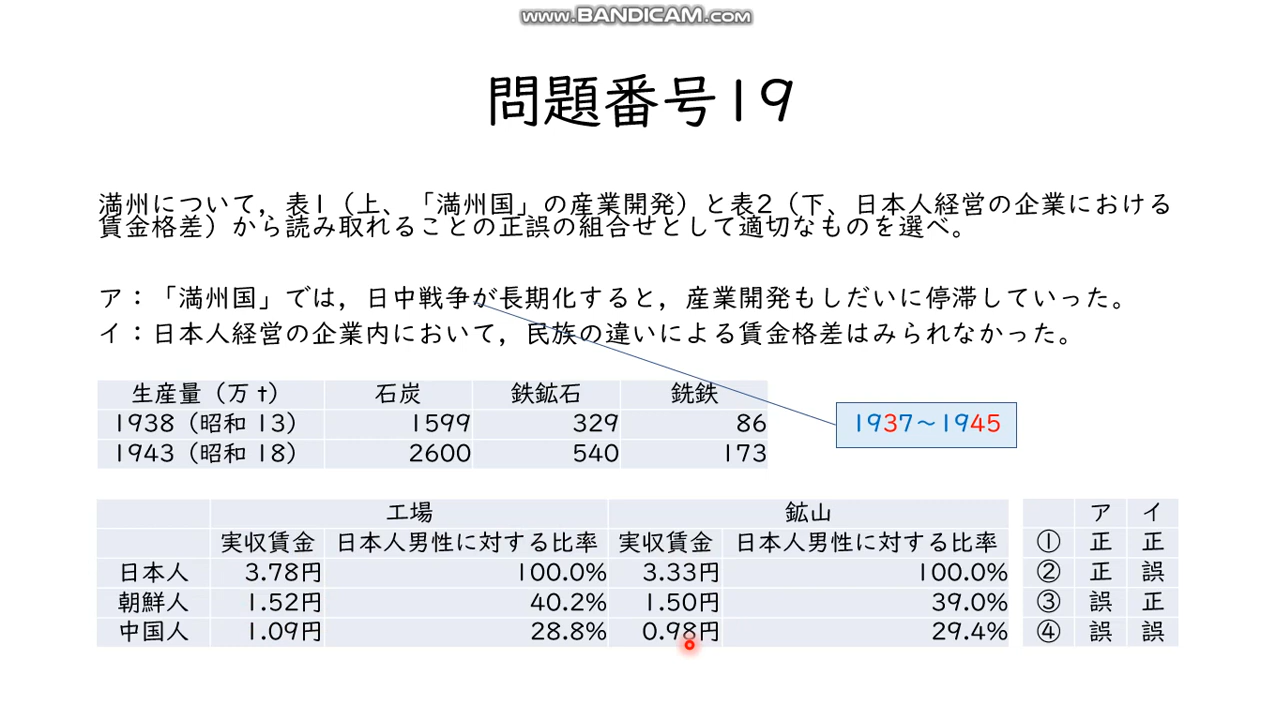 www.BANDICAM.com
問題番号19
満州について，表1（上、「満州国」の産業開発）と表2（下、日本人経営の企業における
賃金格差）から読み取れることの正誤の組合せとして適切なものを選べ。
ア：「満州国」では，日中戦争が長期化すると，産業開発もしだいに停滞していった。
イ：日本人経営の企業内において，民族の違いによる賃金格差はみられなかった。
生産量（万 t） 石炭 鉄鉱石 銑鉄
1938（昭和 13） 1599 329 86
1943（昭和 18） 2600 540 173
1937～1945
工場 鉱山
実収賃金 日本人男性に対する比率 実収賃金 日本人男性に対する比率
日本人 3.78円 100.0% 3.33円 100.0%
朝鮮人 1.52円 40.2% 1.50円 39.0%
中国人 1.09円 28.8% 0.98円 29.4%
ア イ
① 正 正
② 正 誤
③ 誤 正
④ 誤 誤